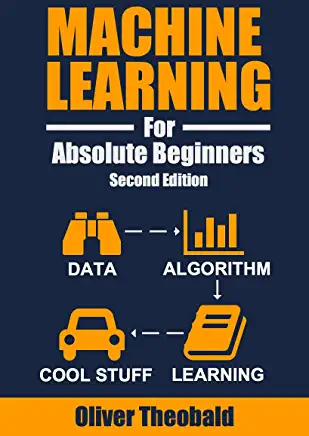 MACHINE
LEARNING
For
Absolute Beginners
Second Edition
DATA
ALGORITHM
COOL STUFF
LEARNING
Oliver Theobald